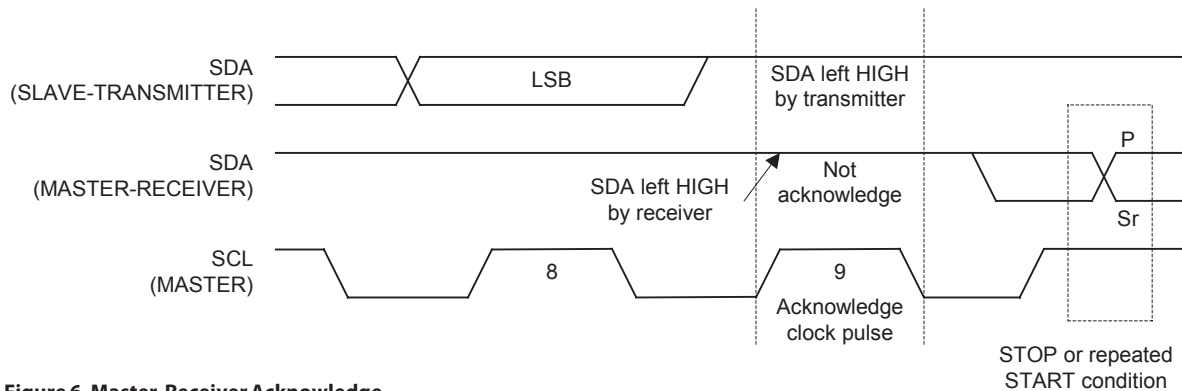 SDA
(SLAVE-TRANSMITTER)
LSB
SDA left HIGH
by transmitter
SDA
(MASTER-RECEIVER)
SDA left HIGH
by receiver
Not
acknowledge
P
Sr
SCL
(MASTER)
8
9
Acknowledge
clock pulse
STOP or repeated
START condition
Figure 6. Master-Receiver Acknowledge